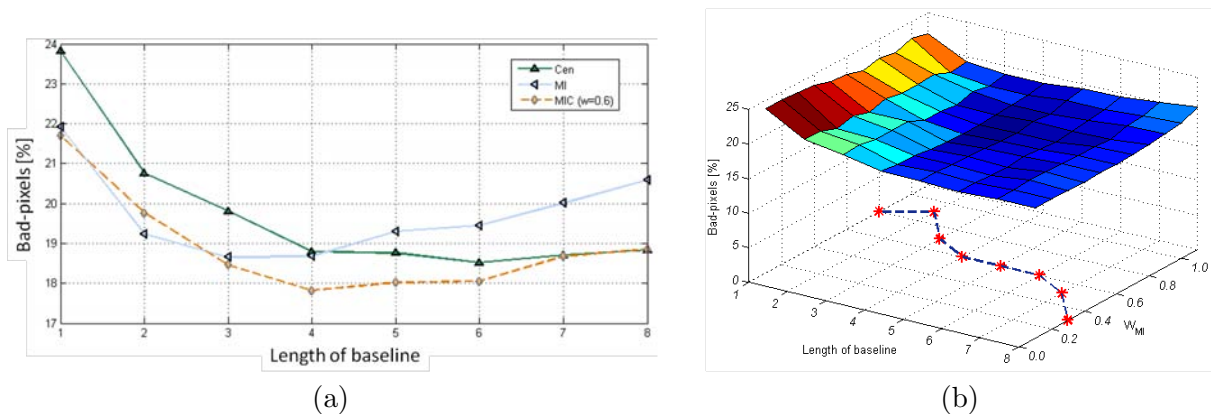 24
23
22
21
20
19
18
17
Bad-pixels [%]
1 2 3 4 5 6 7 8
Length of baseline
Cen
MI
MIC (w=0.6)
(a)
25
20
15
10
5
0
Bad-pixels [%]
1 2 3 4 5 6 7 8
Length of baseline
0.0 0.2 0.4 0.6 0.8 1.0
W_MI
(b)